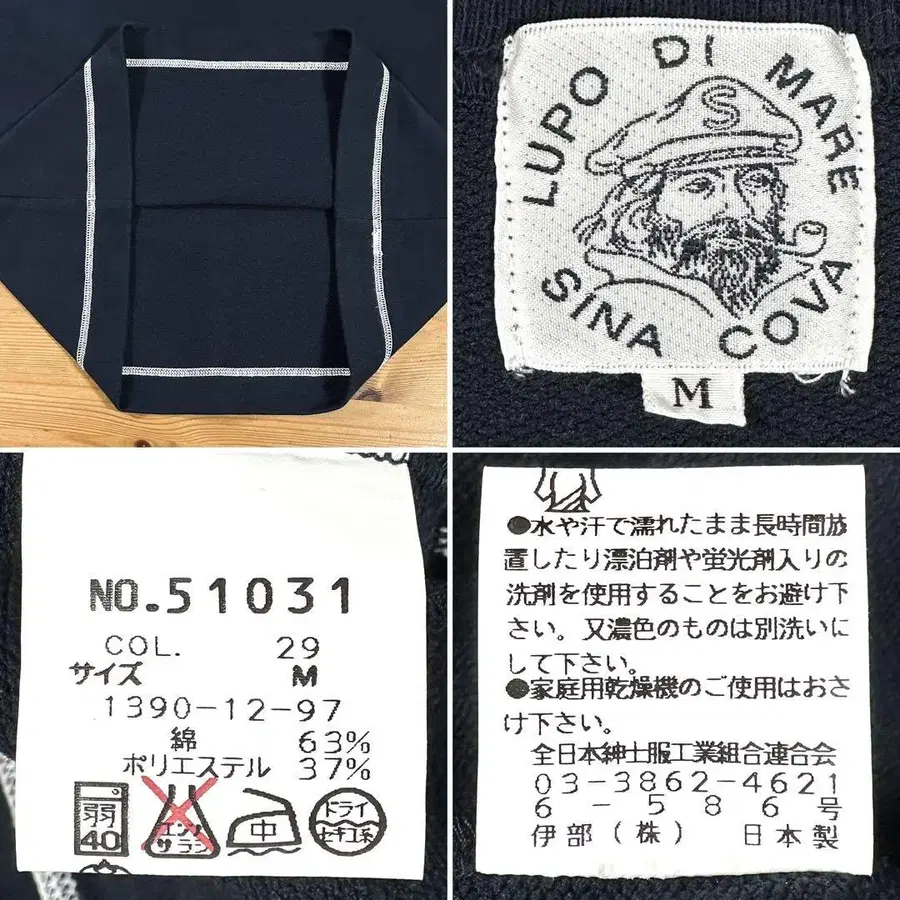 LUPO DI MARE
S
SINA COVA
M
NO.51031
COL. 29
サイズ M
1390-12-97
綿 63%
ポリエステル 37%
弱
40
エンソ
サラシ
中
ドライ
セキユ系
●水や汗で濡れたまま長時間放
置したり漂泊剤や蛍光剤入りの
洗剤を使用することをお避け下
さい。又濃色のものは別洗いに
して下さい。
●家庭用乾燥機のご使用はおさ
け下さい。
全日本紳士服工業組合連合会
03-3862-4621
6-586号
伊部(株) 日本製